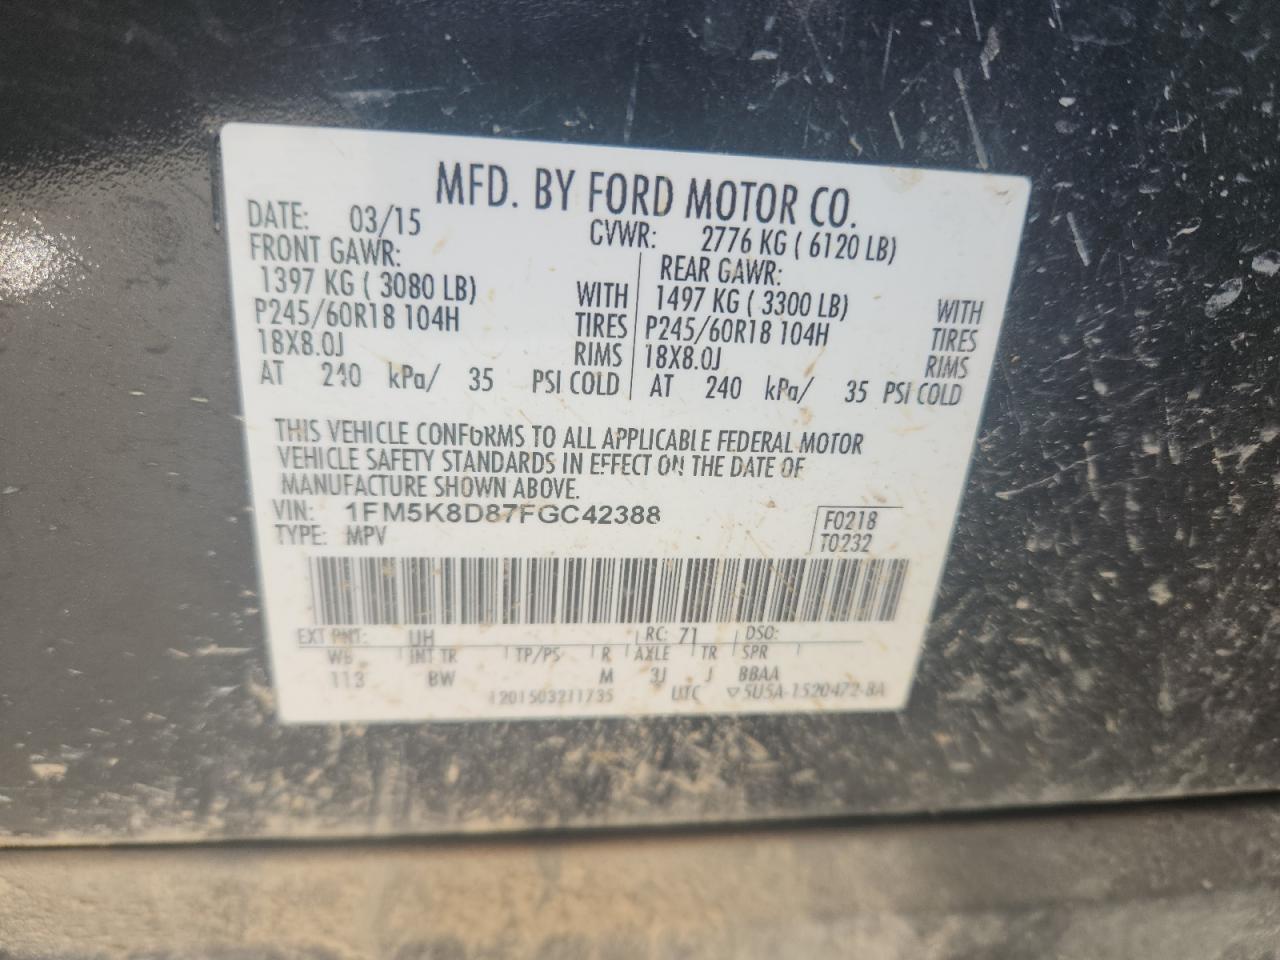 MFD. BY FORD MOTOR CO.
DATE: 03/15 GVWR: 2776 KG ( 6120 LB)
FRONT GAWR: REAR GAWR:
1397 KG ( 3080 LB) WITH 1497 KG ( 3300 LB) WITH
P245/60R18 104H TIRES P245/60R18 104H TIRES
18X8.0J RIMS 18X8.0J RIMS
AT 240 kPa/ 35 PSI COLD AT 240 kPa/ 35 PSI COLD
THIS VEHICLE CONFORMS TO ALL APPLICABLE FEDERAL MOTOR
VEHICLE SAFETY STANDARDS IN EFFECT ON THE DATE OF
MANUFACTURE SHOWN ABOVE.
VIN: 1FM5K8D87FGC42388 F0218
TYPE: MPV T0232
EXT PNT: UH RC: 71 DSO:
WB INT TR TP/PS R AXLE TR SPR
113 BW M 3J J BBAA
1201503211735 UTC ▽5U5A-1520472-BA